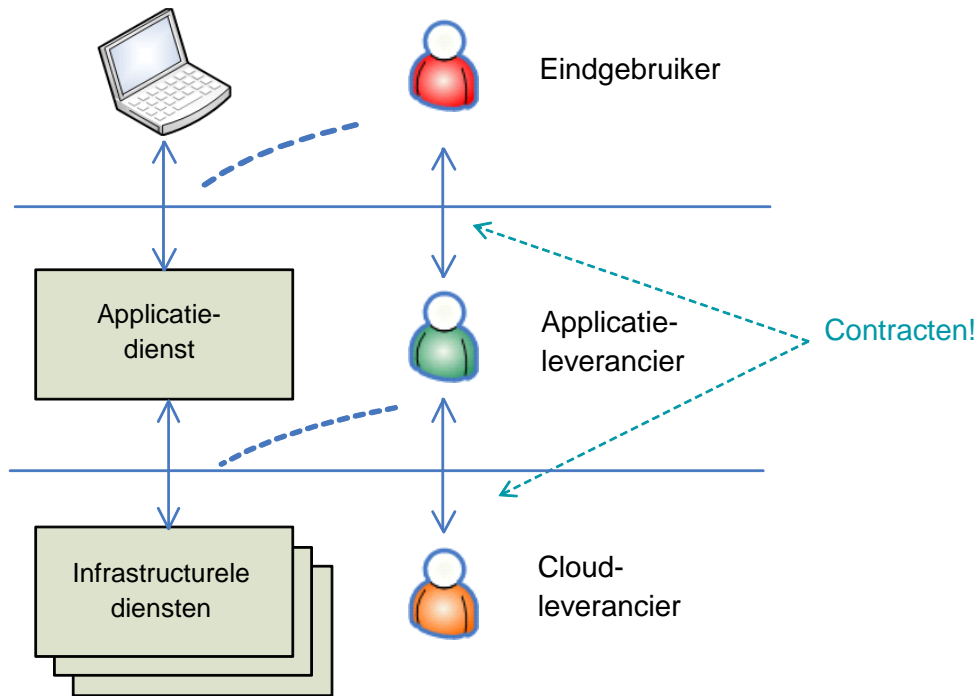 Eindgebruiker
Applicatie-
dienst
Applicatie-
leverancier
Contracten!
Infrastructurele
diensten
Cloud-
leverancier